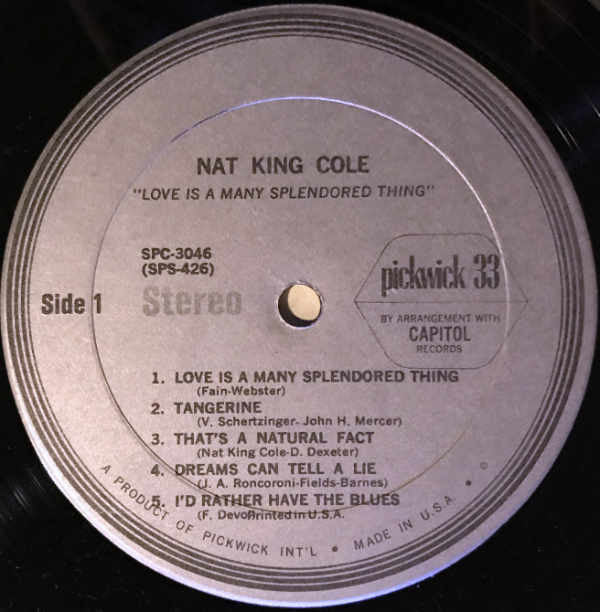 NAT KING COLE
"LOVE IS A MANY SPLENDORED THING"
SPC-3046
(SPS-426)
Side 1
Stereo
pickwick 33
BY ARRANGEMENT WITH
CAPITOL
RECORDS
1. LOVE IS A MANY SPLENDORED THING
(Fain-Webster)
2. TANGERINE
(V. Schertzinger- John H. Mercer)
3. THAT'S A NATURAL FACT
(Nat King Cole-D. Dexeter)
4. DREAMS CAN TELL A LIE
(J. A. Roncoroni-Fields-Barnes)
5. I'D RATHER HAVE THE BLUES
(F. Devol Printed in U.S.A.
A PRODUCT OF PICKWICK INT'L • MADE IN U.S.A. •